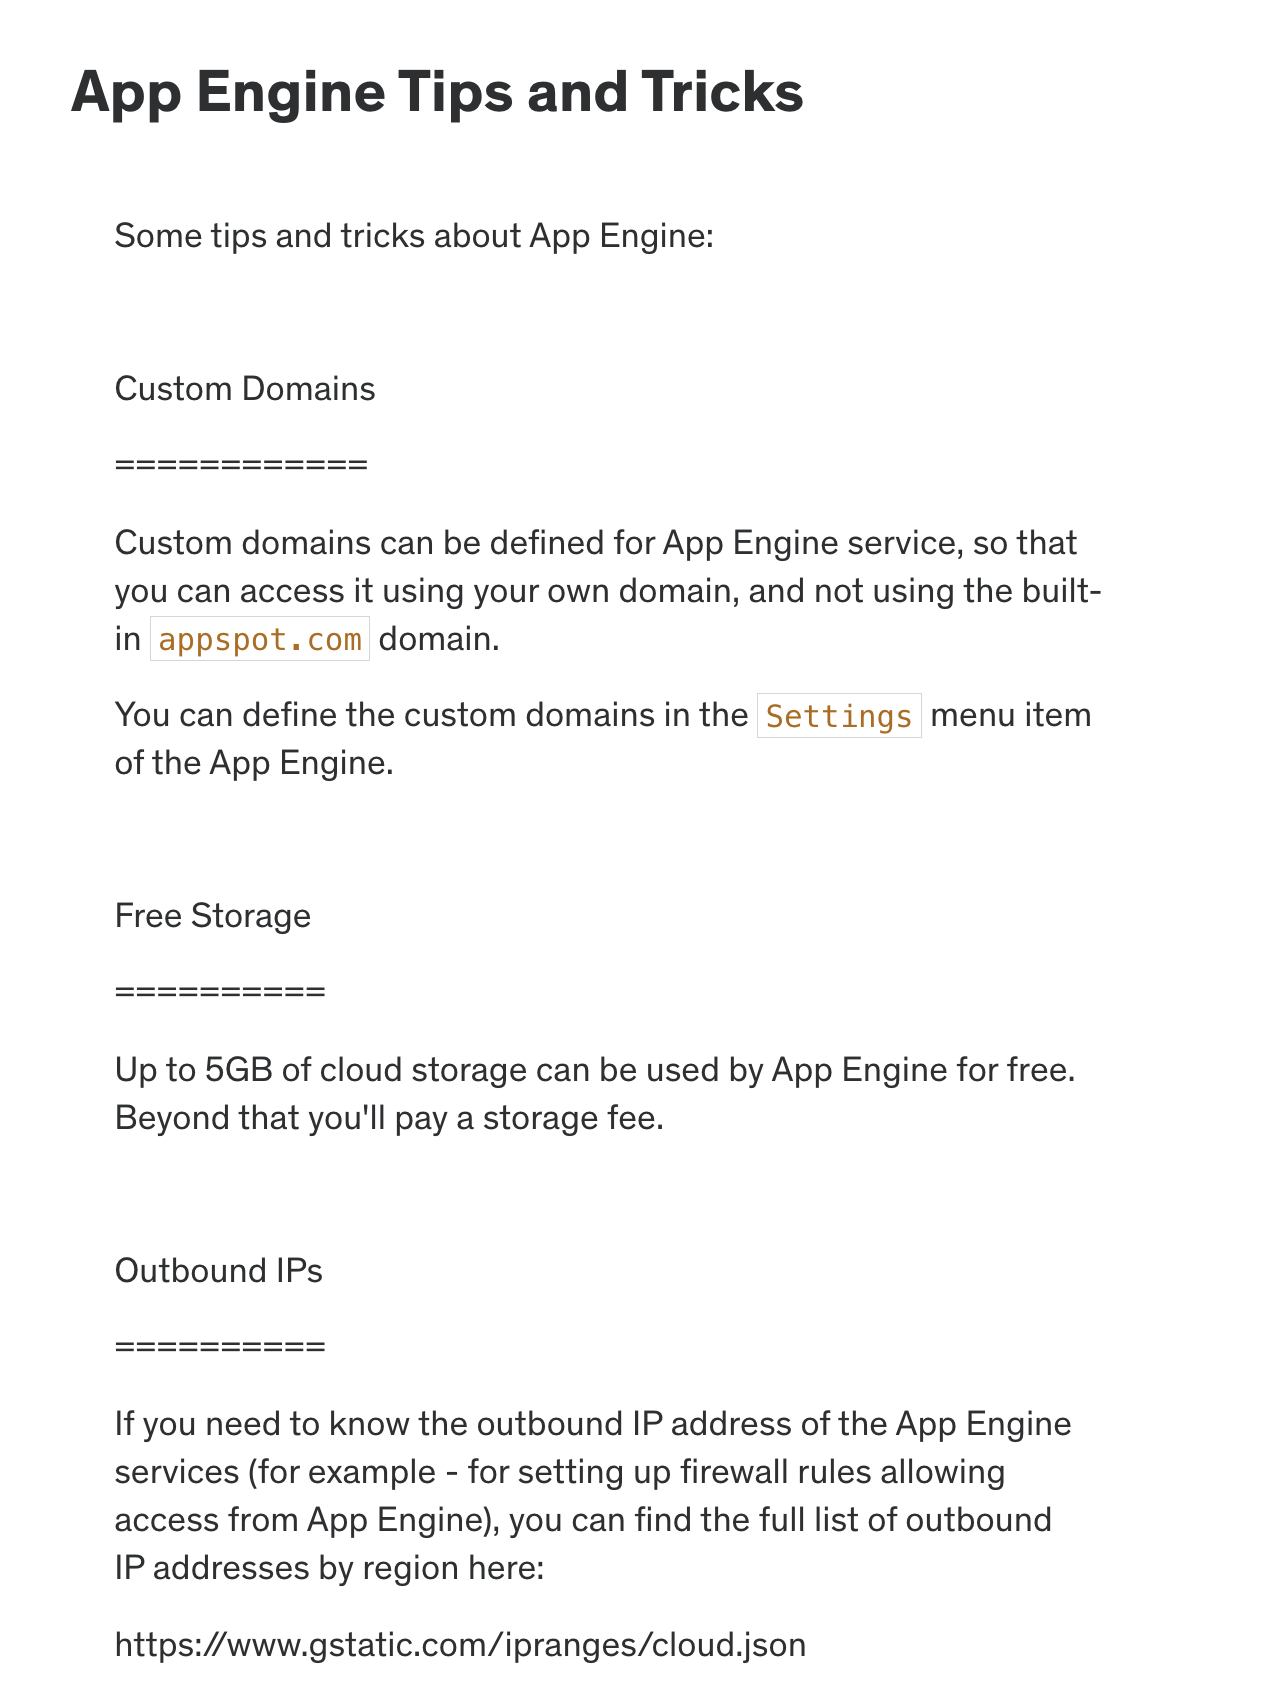 App Engine Tips and Tricks
Some tips and tricks about App Engine:
Custom Domains
============
Custom domains can be defined for App Engine service, so that
you can access it using your own domain, and not using the built-
in appspot.com domain.
You can define the custom domains in the Settings menu item
of the App Engine.
Free Storage
==========
Up to 5GB of cloud storage can be used by App Engine for free.
Beyond that you'll pay a storage fee.
Outbound IPs
==========
If you need to know the outbound IP address of the App Engine
services (for example - for setting up firewall rules allowing
access from App Engine), you can find the full list of outbound
IP addresses by region here:
https://www.gstatic.com/ipranges/cloud.json